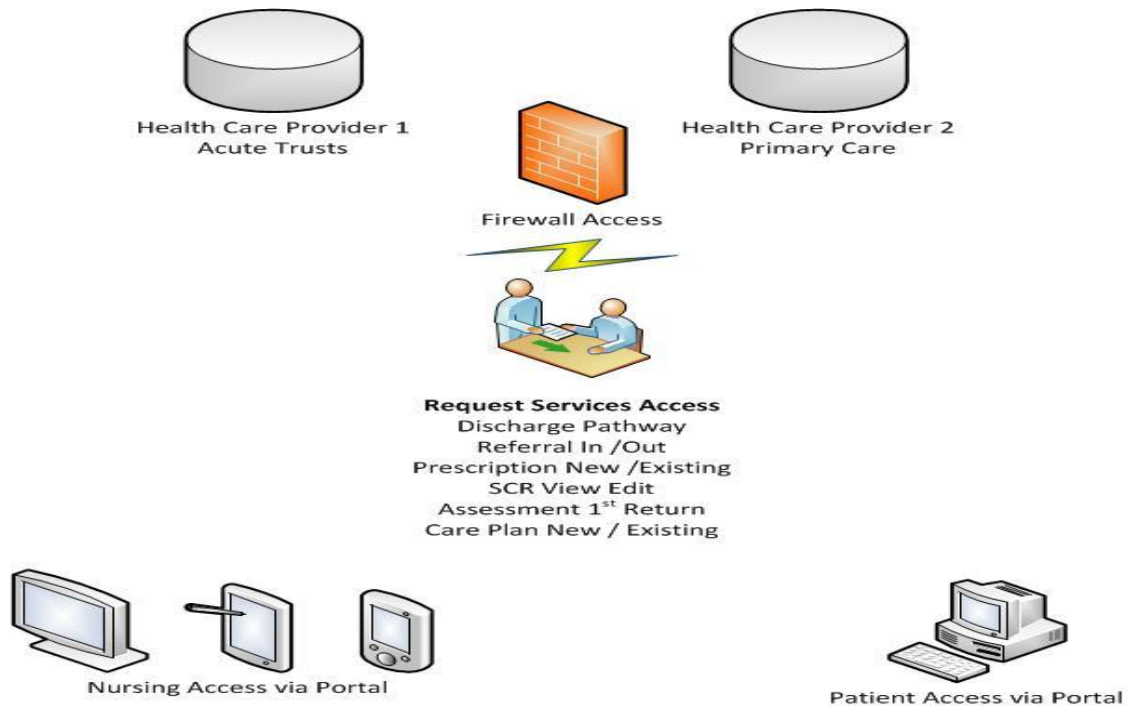 Health Care Provider 1
Acute Trusts
Health Care Provider 2
Primary Care
Firewall Access
Request Services Access
Discharge Pathway
Referral In /Out
Prescription New /Existing
SCR View Edit
Assessment 1st Return
Care Plan New / Existing
Nursing Access via Portal
Patient Access via Portal